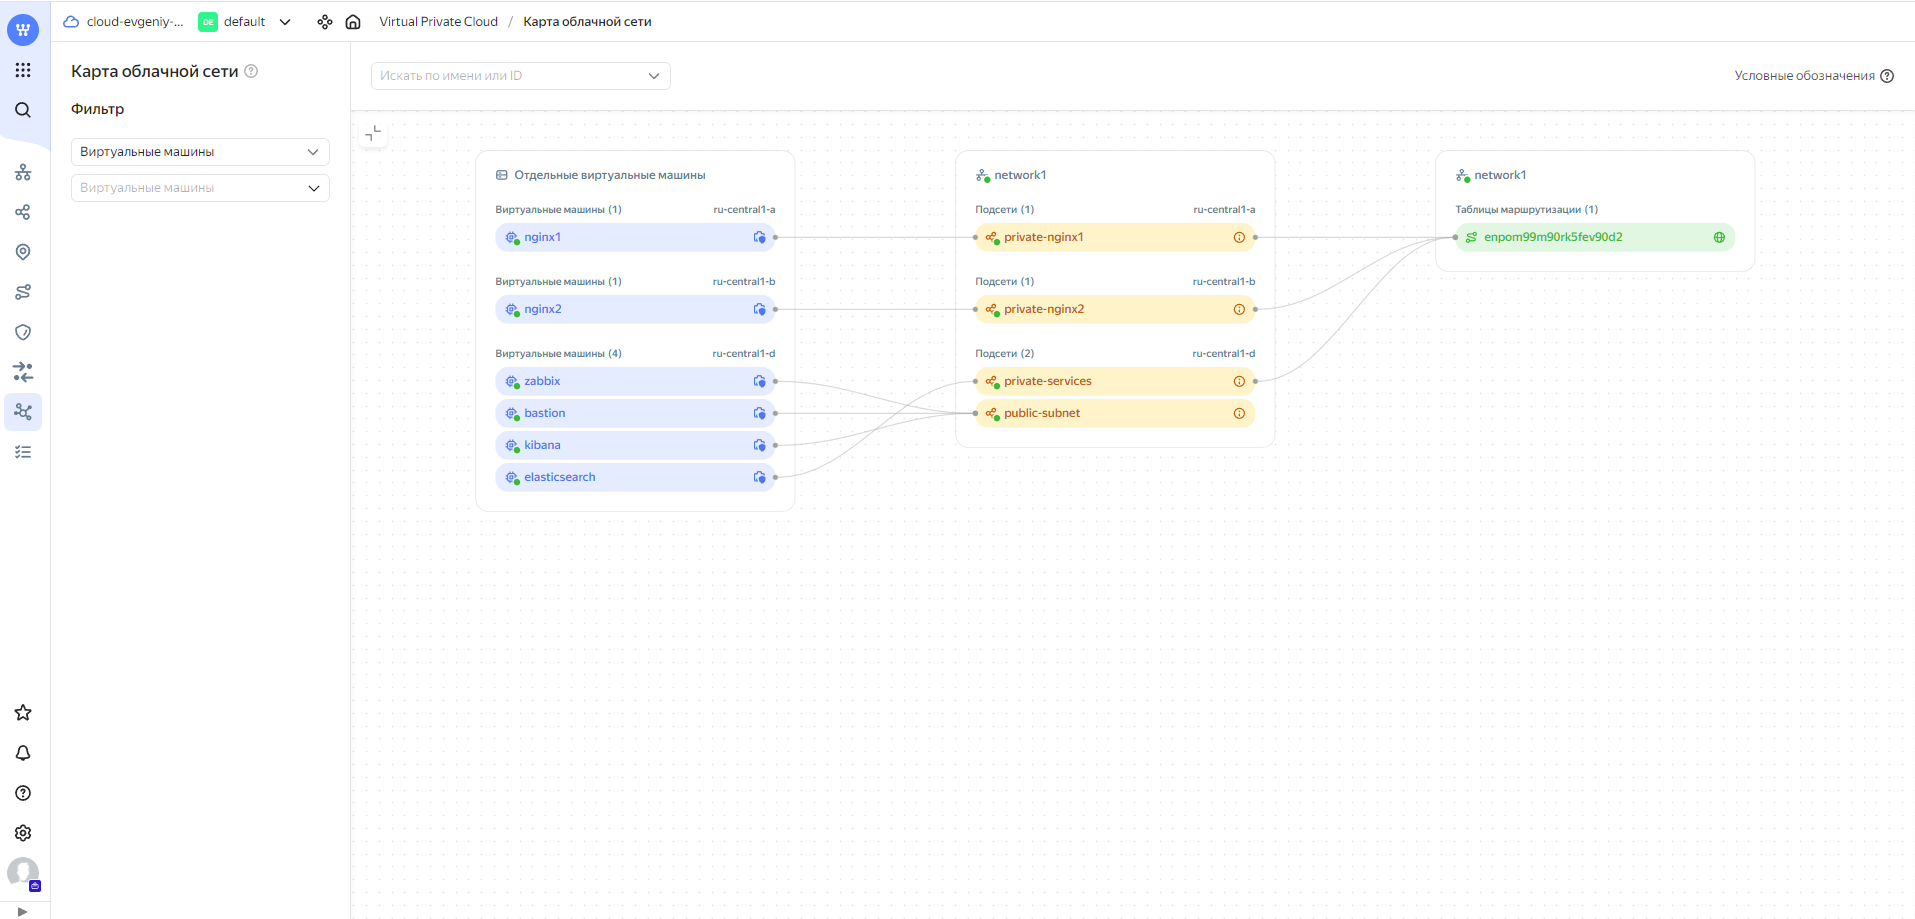 cloud-evgeniy-...
DE default
Virtual Private Cloud / Карта облачной сети
Карта облачной сети
Фильтр
Виртуальные машины
Виртуальные машины
Искать по имени или ID
Условные обозначения
Отдельные виртуальные машины
Виртуальные машины (1) ru-central1-a
nginx1
Виртуальные машины (1) ru-central1-b
nginx2
Виртуальные машины (4) ru-central1-d
zabbix
bastion
kibana
elasticsearch
network1
Подсети (1) ru-central1-a
private-nginx1
Подсети (1) ru-central1-b
private-nginx2
Подсети (2) ru-central1-d
private-services
public-subnet
network1
Таблицы маршрутизации (1)
enpom99m90rk5fev90d2